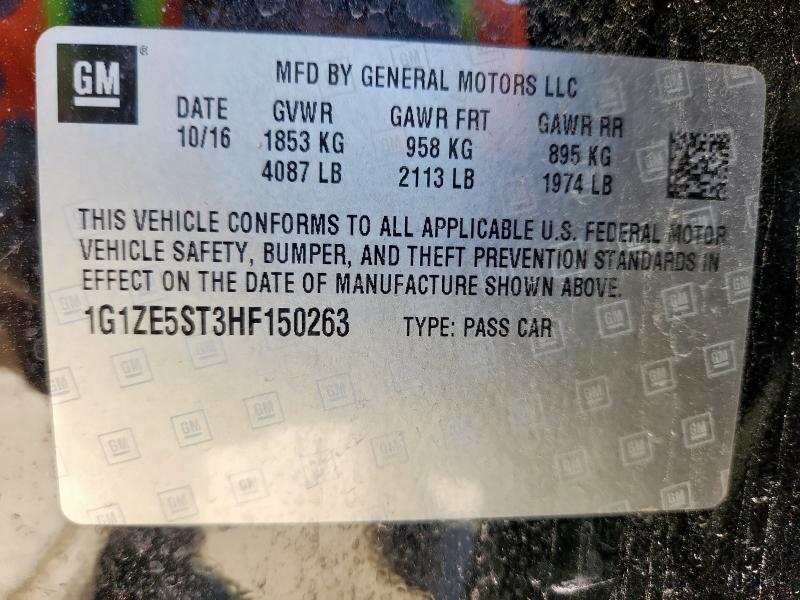 GM ®
MFD BY GENERAL MOTORS LLC
DATE GVWR GAWR FRT GAWR RR
10/16 1853 KG 958 KG 895 KG
4087 LB 2113 LB 1974 LB
THIS VEHICLE CONFORMS TO ALL APPLICABLE U.S. FEDERAL MOTOR
VEHICLE SAFETY, BUMPER, AND THEFT PREVENTION STANDARDS IN
EFFECT ON THE DATE OF MANUFACTURE SHOWN ABOVE.
1G1ZE5ST3HF150263 TYPE: PASS CAR